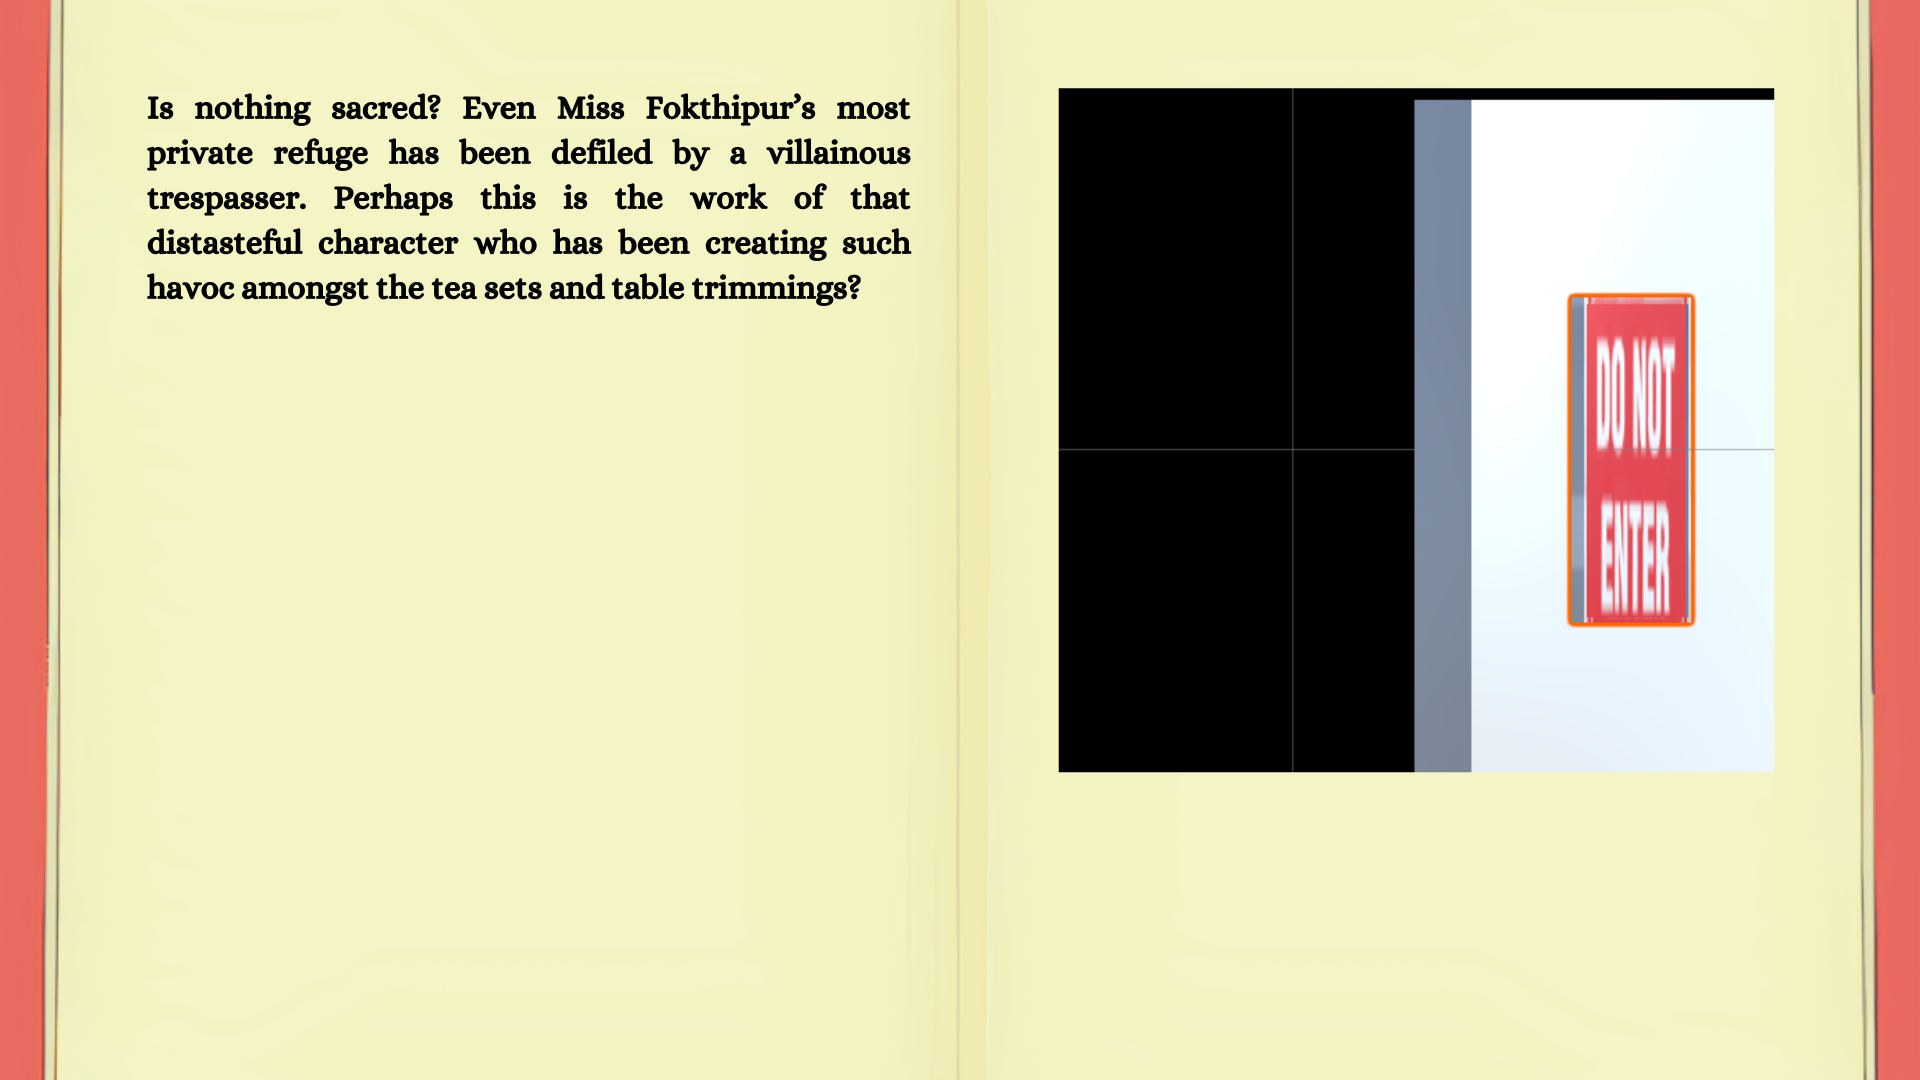 Is nothing sacred? Even Miss Fokthipur’s most
private refuge has been defiled by a villainous
trespasser. Perhaps this is the work of that
distasteful character who has been creating such
havoc amongst the tea sets and table trimmings?
DO NOT
ENTER